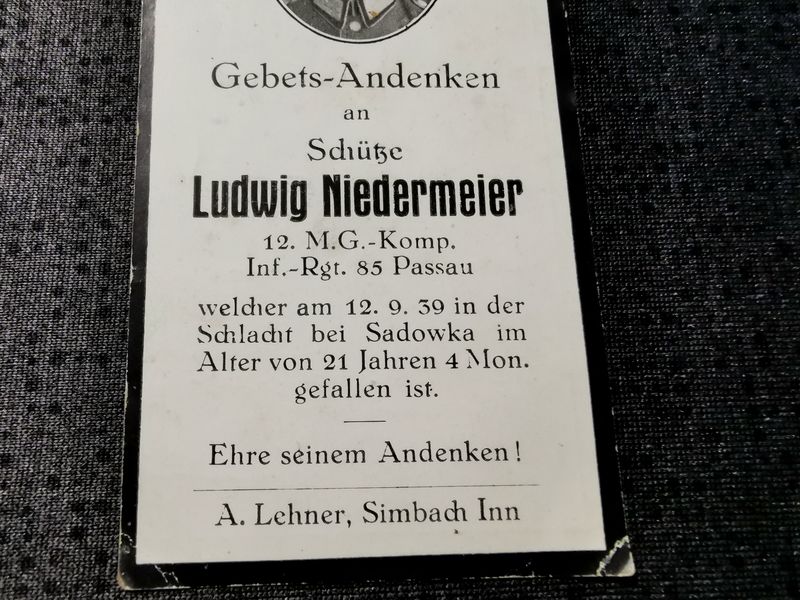 Gebets-Andenken
an
Schütze
Ludwig Niedermeier
12. M.G.-Komp.
Inf.-Rgt. 85 Passau
welcher am 12. 9. 39 in der
Schlacht bei Sadowka im
Alter von 21 Jahren 4 Mon.
gefallen ist.
Ehre seinem Andenken!
A. Lehner, Simbach Inn